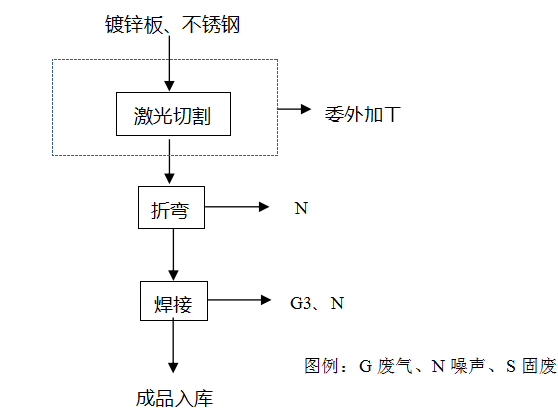 镀锌板、不锈钢
激光切割
委外加工
折弯
N
焊接
G3、N
图例：G 废气、N 噪声、S 固废
成品入库